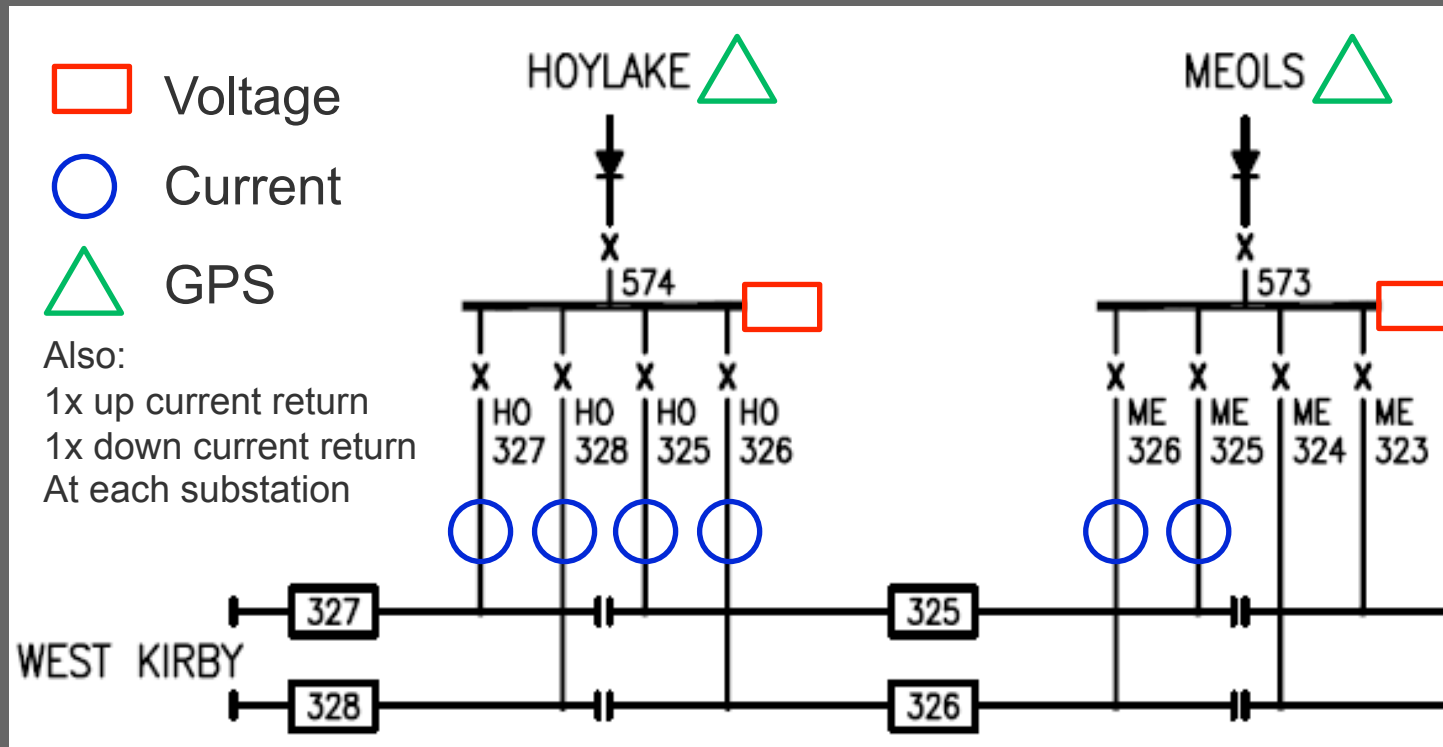 HOYLAKE
MEOLS
Voltage
Current
GPS
574
573
Also:
1x up current return
1x down current return
At each substation
HO 327
HO 328
HO 325
HO 326
ME 326
ME 325
ME 324
ME 323
327
325
WEST KIRBY
328
326